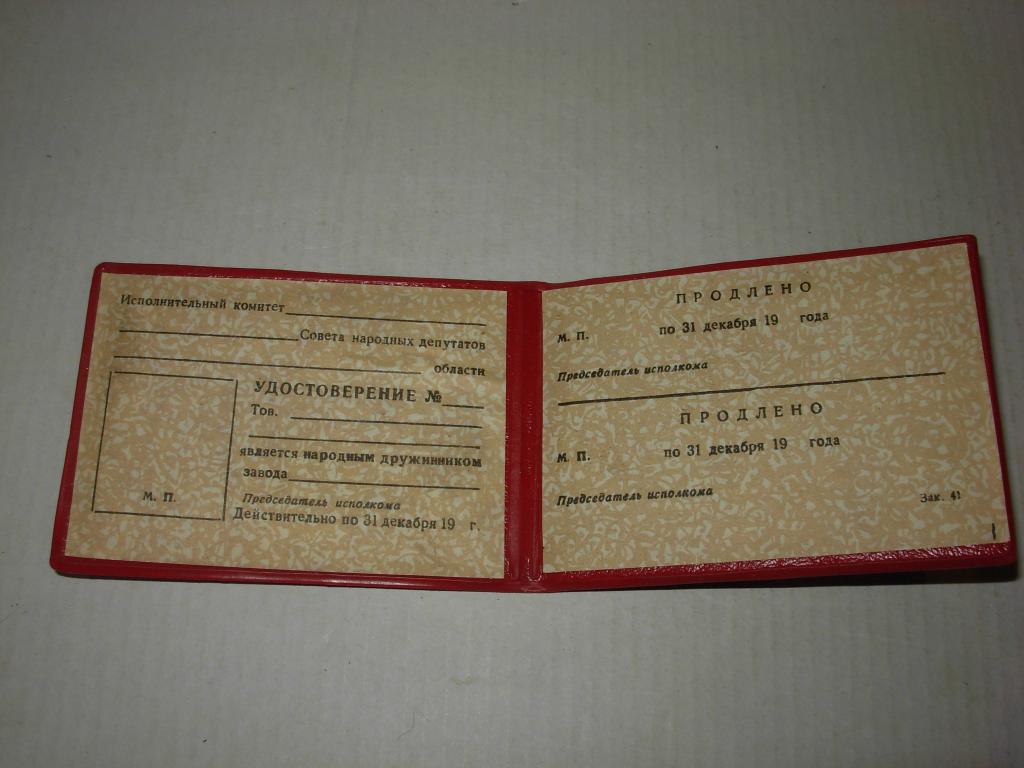 Исполнительный комитет
Совета народных депутатов
области
УДОСТОВЕРЕНИЕ №
Тов.
является народным дружинником
завода
М. П.
Председатель исполкома
Действительно по 31 декабря 19 г.
ПРОДЛЕНО
М. П. по 31 декабря 19 года
Председатель исполкома
ПРОДЛЕНО
М. П. по 31 декабря 19 года
Председатель исполкома
Зак. 41